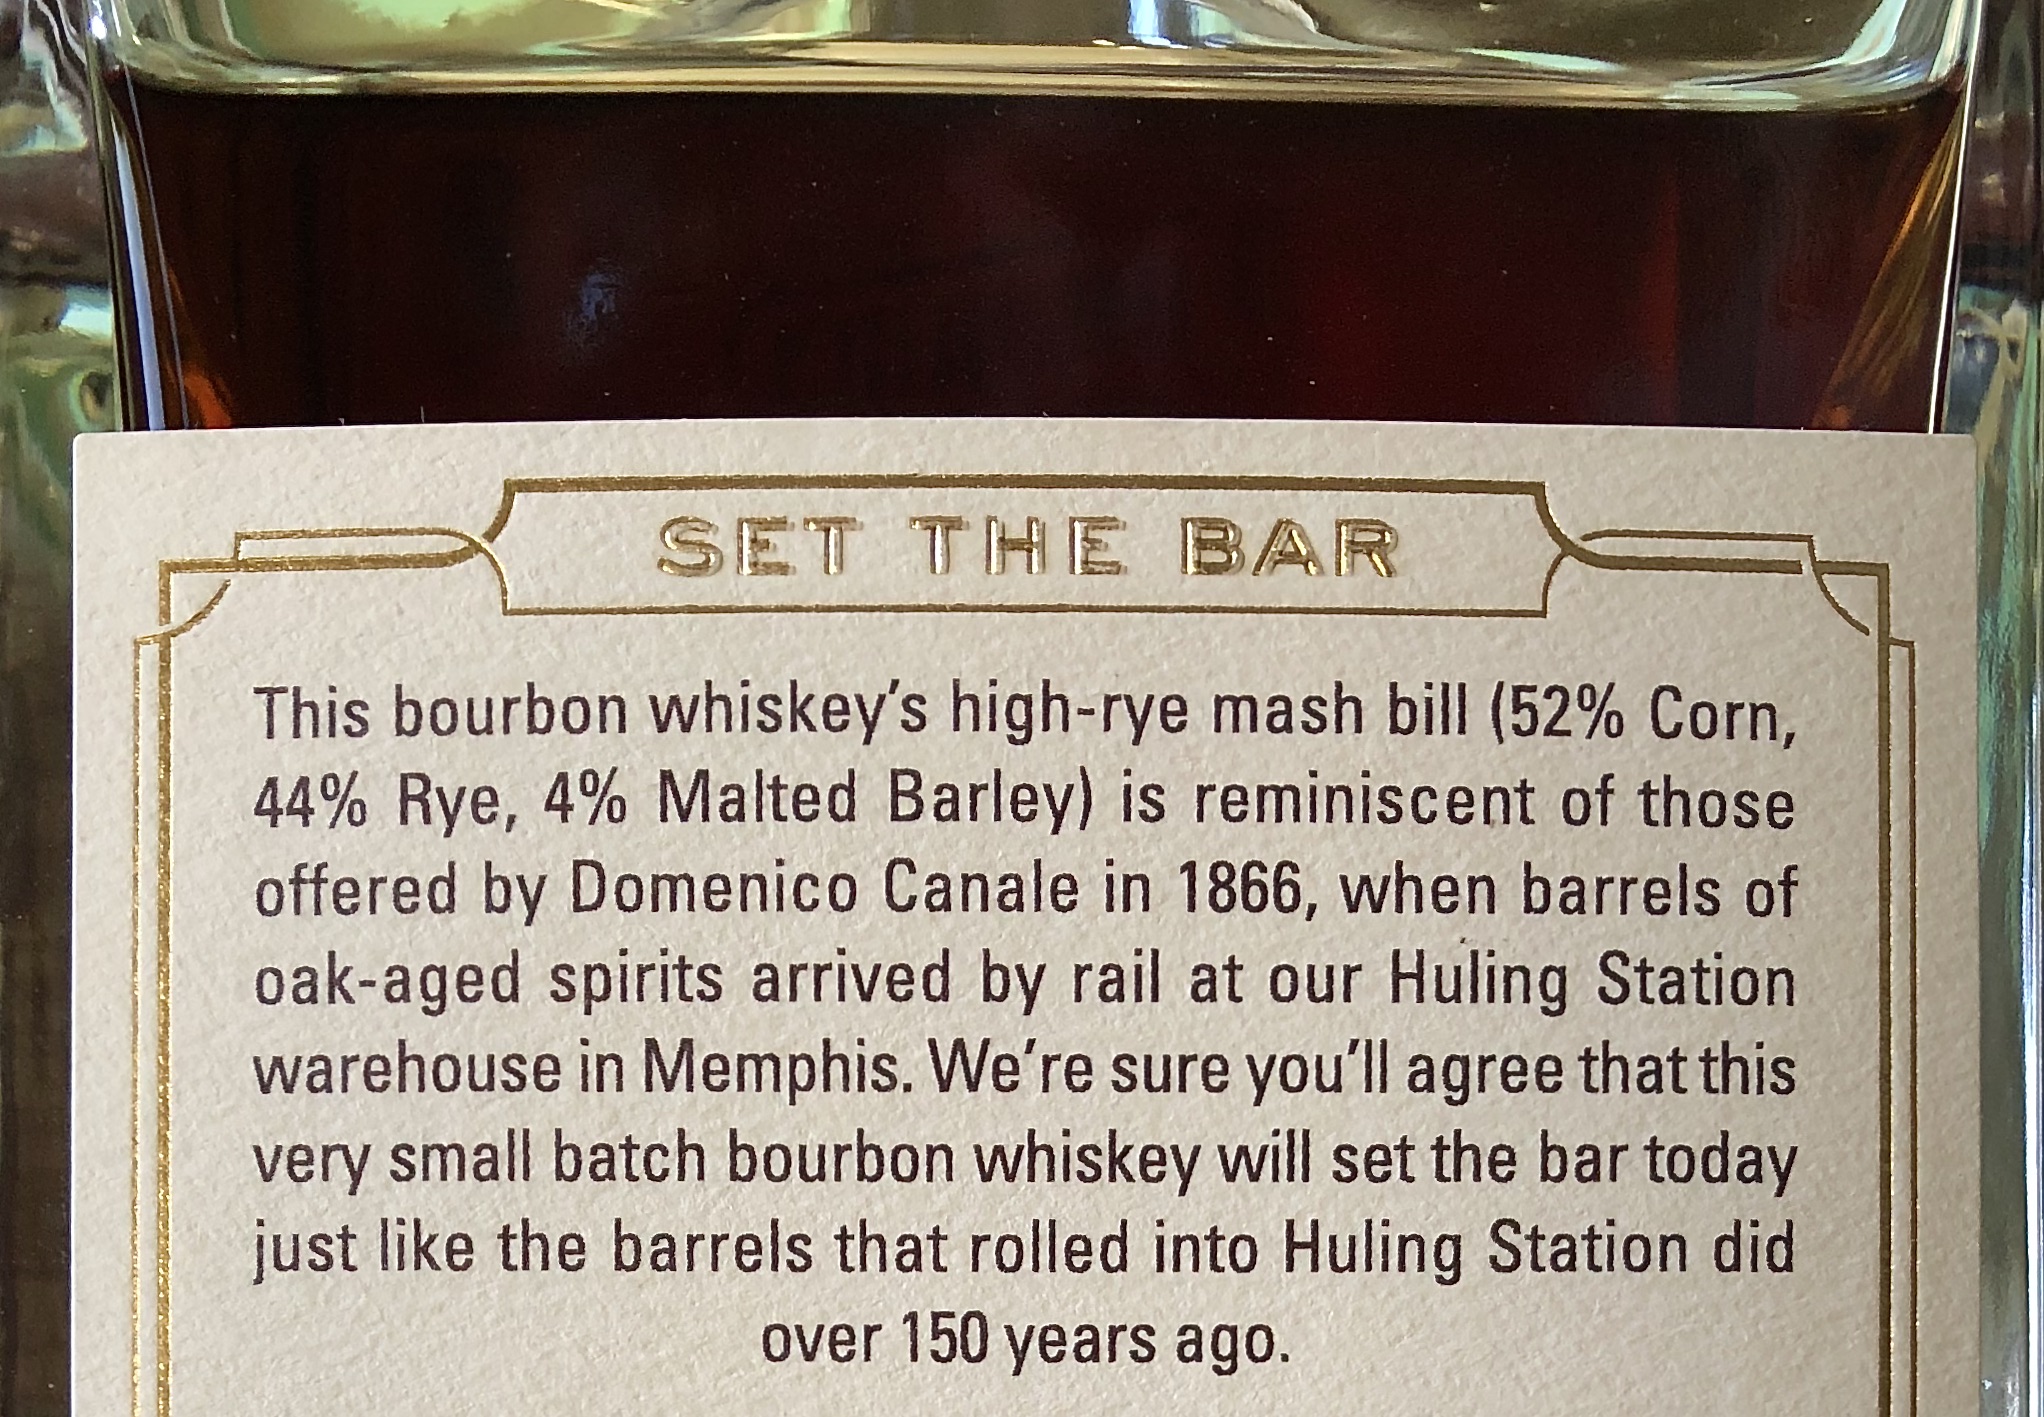 SET THE BAR
This bourbon whiskey's high-rye mash bill (52% Corn,
44% Rye, 4% Malted Barley) is reminiscent of those
offered by Domenico Canale in 1866, when barrels of
oak-aged spirits arrived by rail at our Huling Station
warehouse in Memphis. We're sure you'll agree that this
very small batch bourbon whiskey will set the bar today
just like the barrels that rolled into Huling Station did
over 150 years ago.